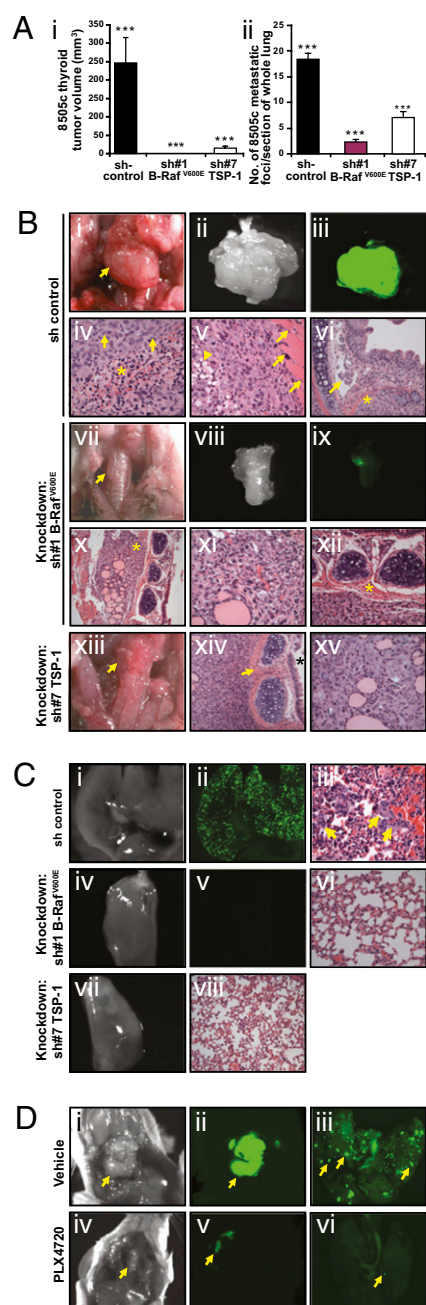 A
i
ii
8505c thyroid
tumor volume (mm3)
350
300
250
200
150
100
50
0
***
***
***
sh-
control
sh#1
B-Raf V600E
sh#7
TSP-1
No. of 8505c metastatic
foci/section of whole lung
25
20
15
10
5
0
***
***
***
sh-
control
sh#1
B-Raf V600E
sh#7
TSP-1
B
sh control
i
ii
iii
iv
v
vi
*
*
Knockdown:
sh#1 B-Raf V600E
vii
viii
ix
x
xi
xii
*
*
Knockdown:
sh#7 TSP-1
xiii
xiv
xv
*
C
sh control
i
ii
iii
Knockdown:
sh#1 B-Raf V600E
iv
v
vi
Knockdown:
sh#7 TSP-1
vii
viii
D
Vehicle
i
ii
iii
PLX4720
iv
v
vi